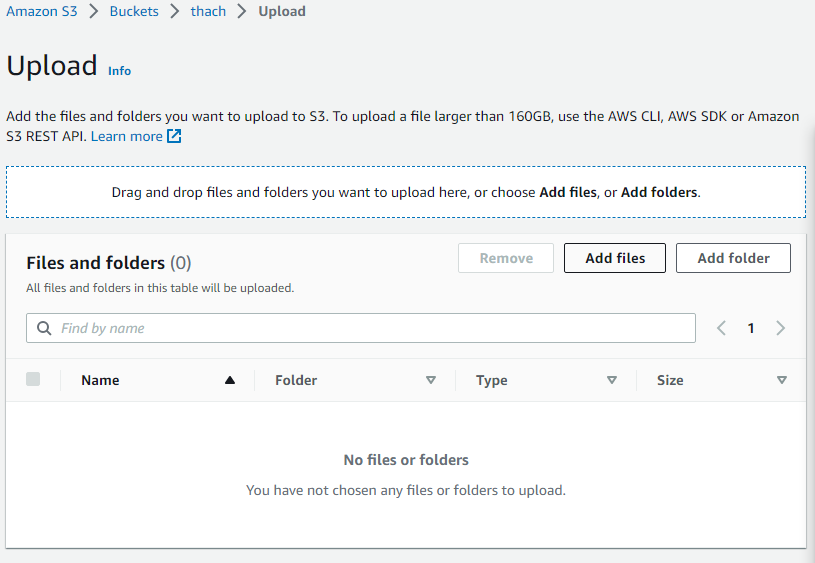 Amazon S3 > Buckets > thach > Upload
Upload Info
Add the files and folders you want to upload to S3. To upload a file larger than 160GB, use the AWS CLI, AWS SDK or Amazon
S3 REST API. Learn more
Drag and drop files and folders you want to upload here, or choose Add files, or Add folders.
Files and folders (0)
Remove Add files Add folder
All files and folders in this table will be uploaded.
Find by name
< 1 >
Name Folder Type Size
No files or folders
You have not chosen any files or folders to upload.